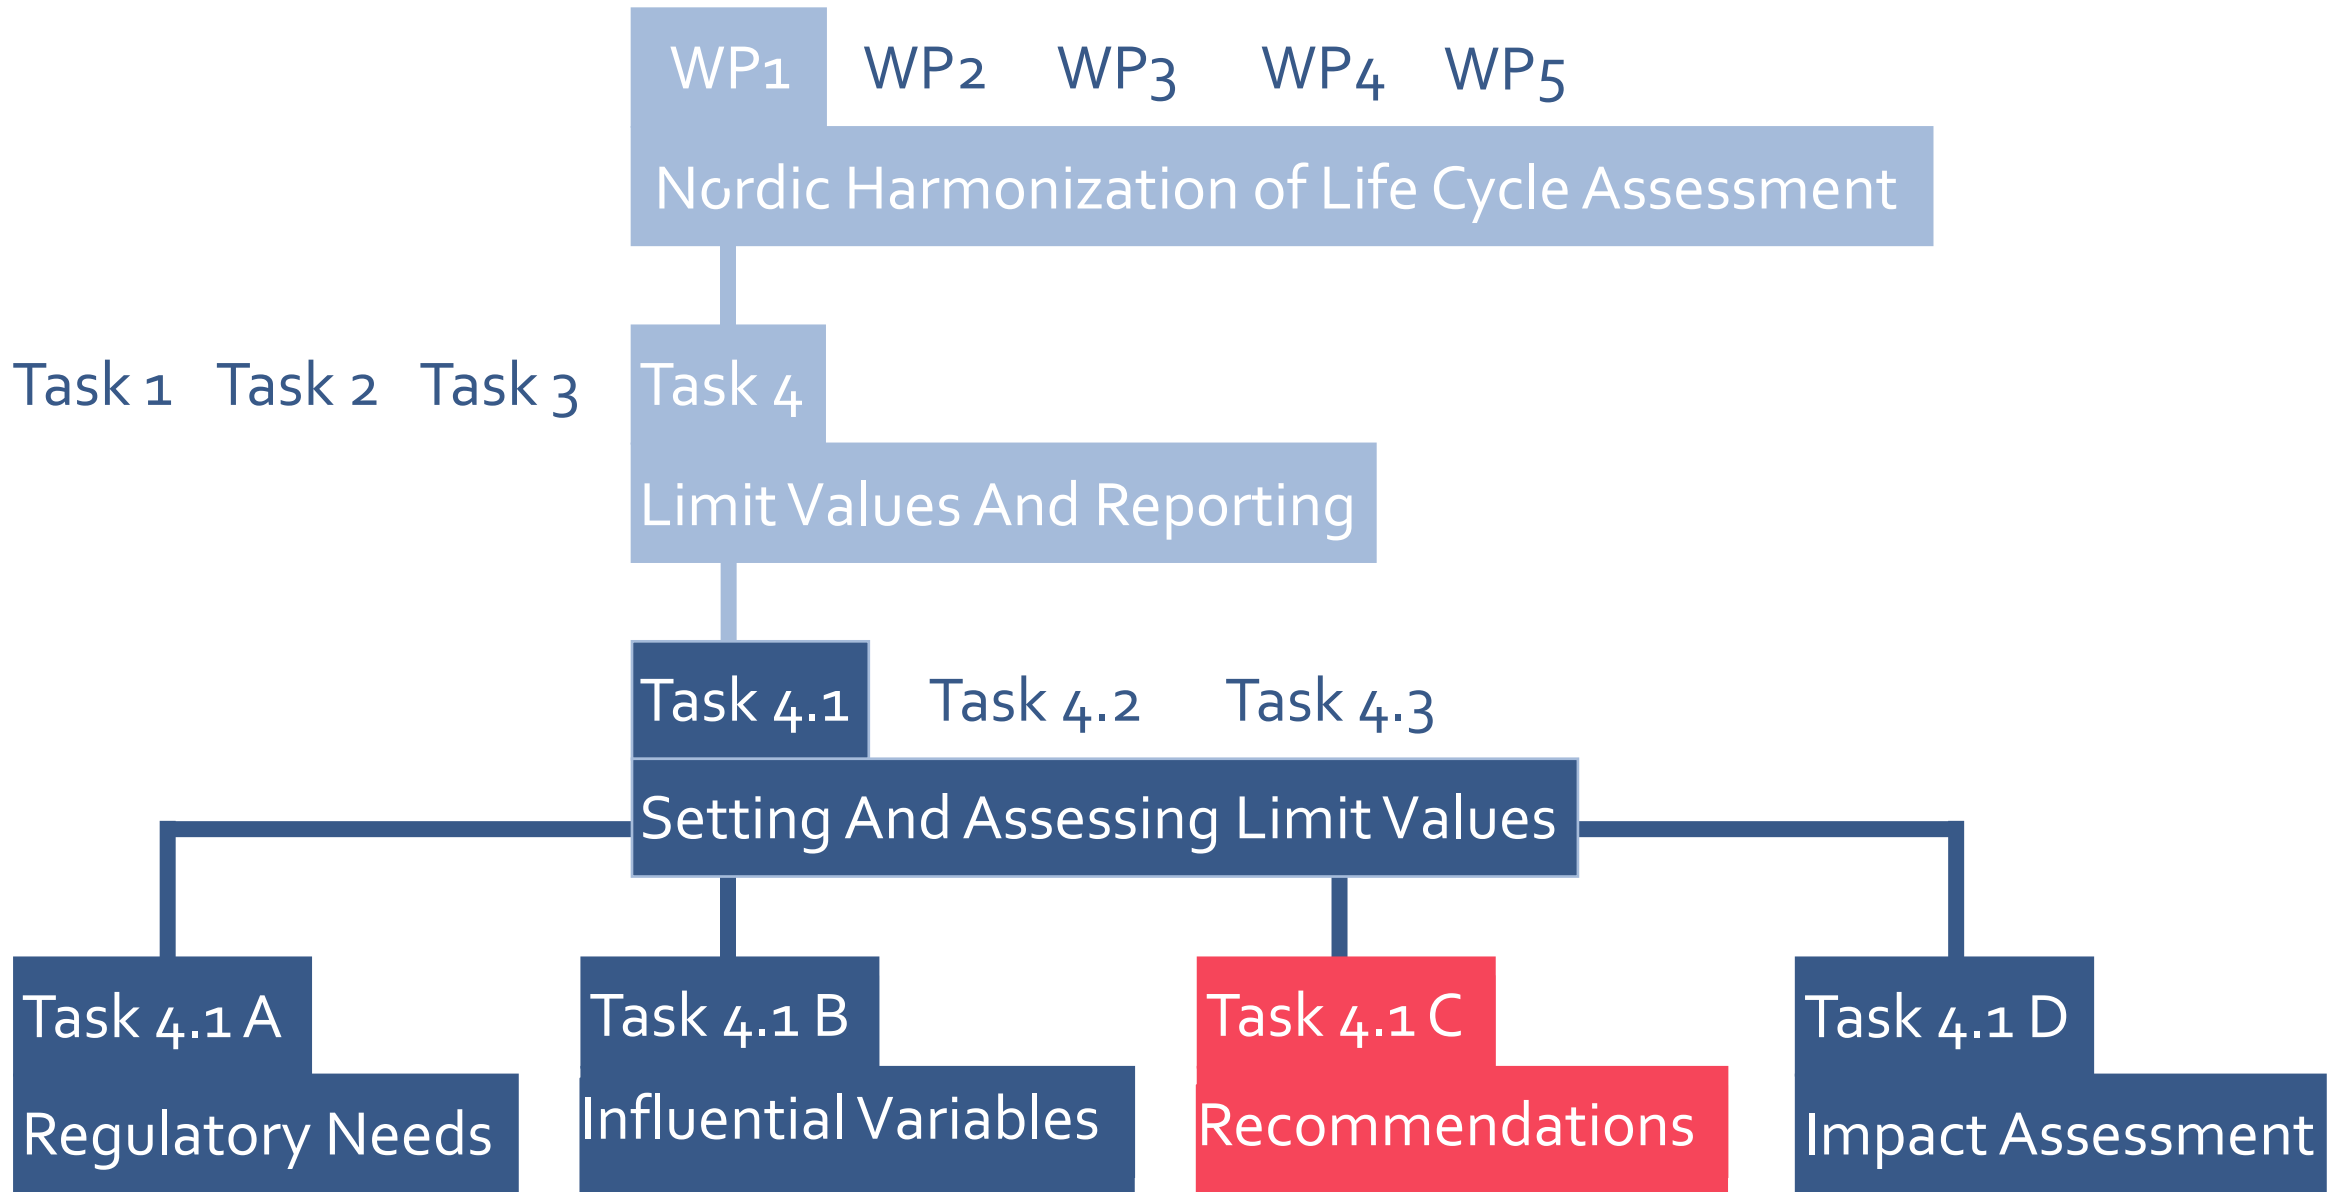 WP1 WP2 WP3 WP4 WP5
Nordic Harmonization of Life Cycle Assessment
Task 1 Task 2 Task 3 Task 4
Limit Values And Reporting
Task 4.1 Task 4.2 Task 4.3
Setting And Assessing Limit Values
Task 4.1 A
Regulatory Needs
Task 4.1 B
Influential Variables
Task 4.1 C
Recommendations
Task 4.1 D
Impact Assessment